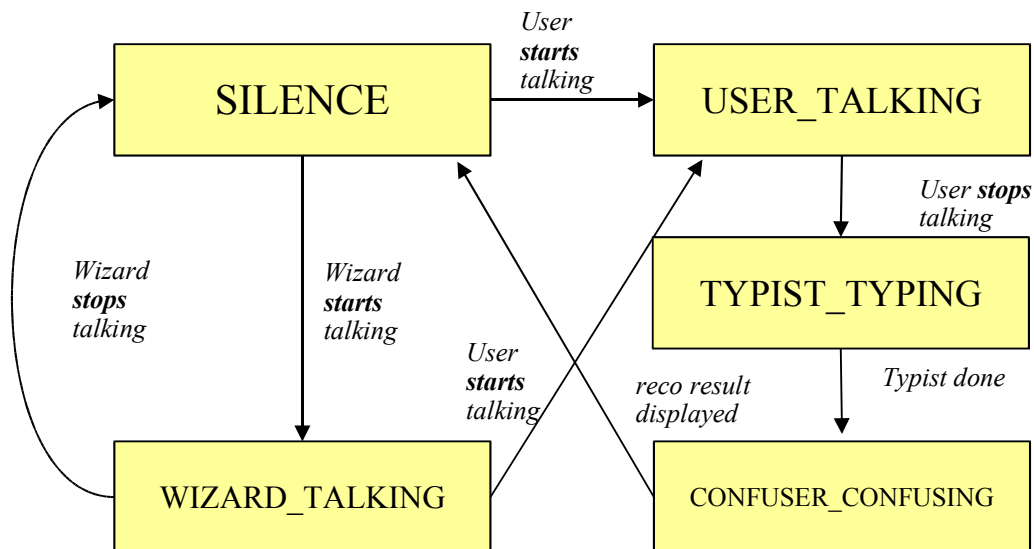 User
starts
talking
SILENCE
USER_TALKING
User stops
talking
Wizard
stops
talking
Wizard
starts
talking
TYPIST_TYPING
User
starts
talking
reco result
displayed
Typist done
WIZARD_TALKING
CONFUSER_CONFUSING